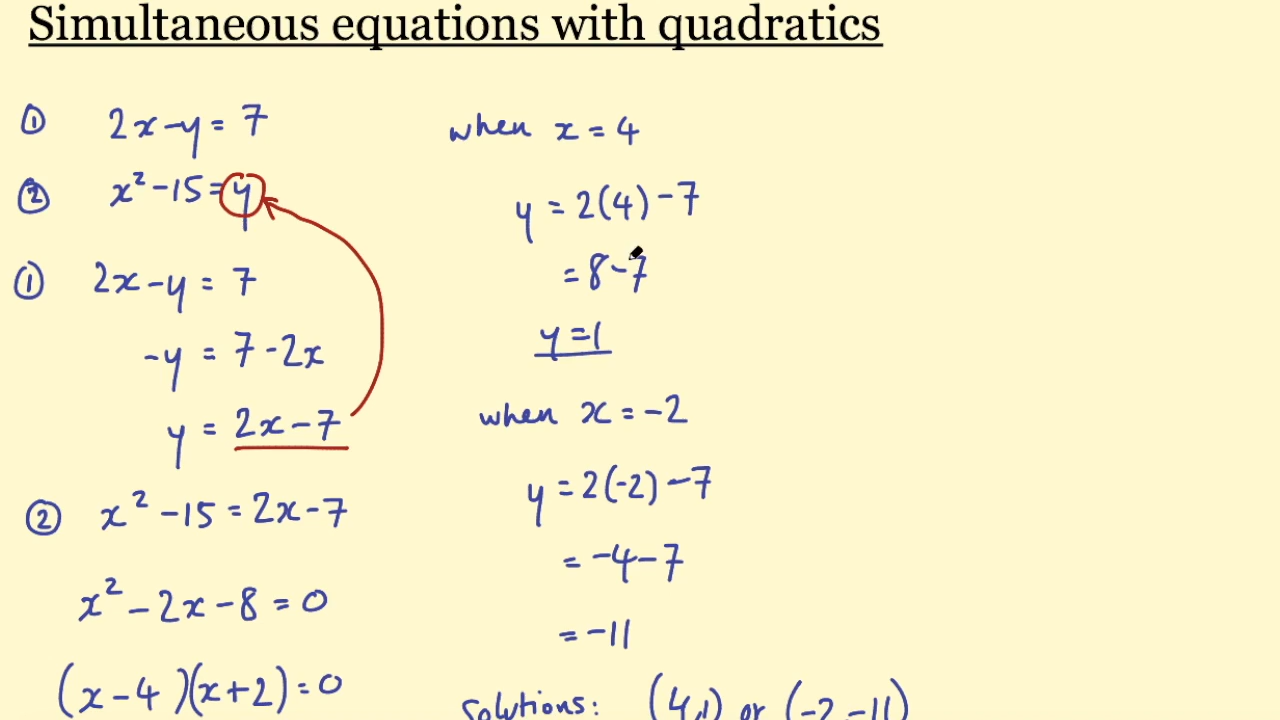 Simultaneous equations with quadratics
① 2x - y = 7
② x² - 15 = y
① 2x - y = 7
-y = 7 - 2x
y = 2x - 7
② x² - 15 = 2x - 7
x² - 2x - 8 = 0
(x - 4)(x + 2) = 0
when x = 4
y = 2(4) - 7
= 8 - 7
y = 1
when x = -2
y = 2(-2) - 7
= -4 - 7
= -11
solutions: (4,1) or (-2,-11)